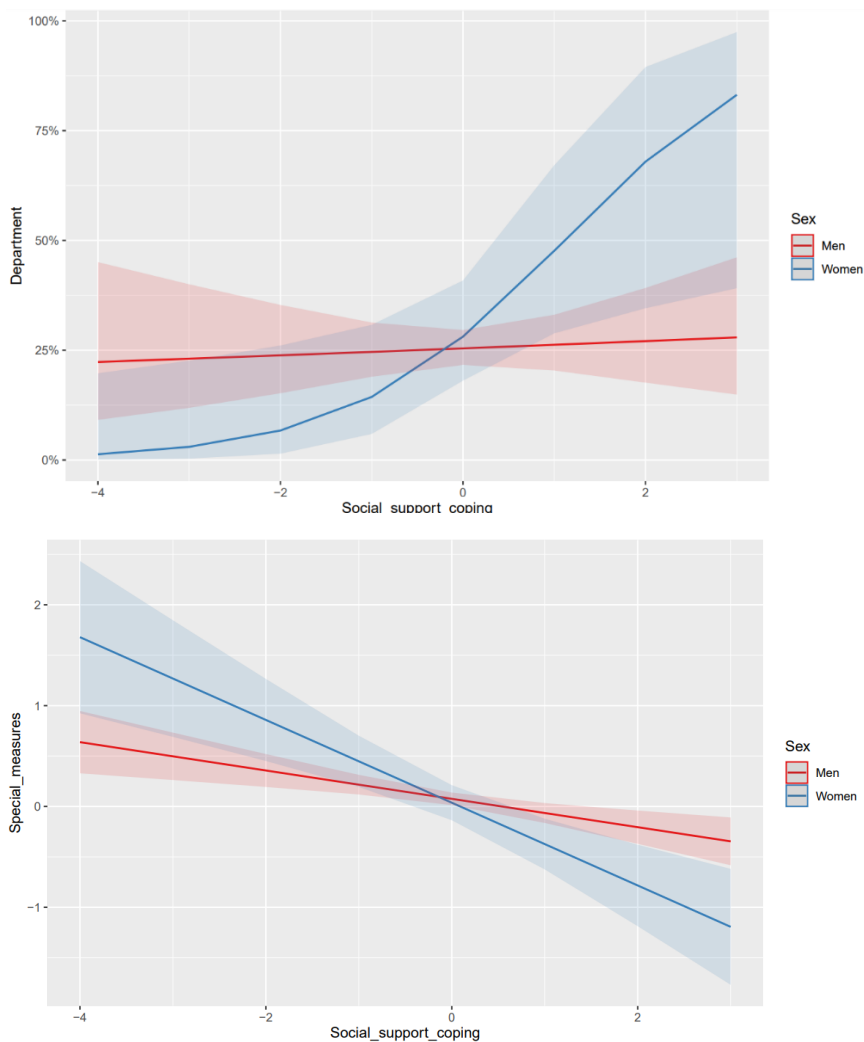 100%
75%
50%
25%
0%
Department
−4
−2
0
2
Social_support_coping
Sex
Men
Women
2
1
0
−1
Special_measures
−4
−2
0
2
Social_support_coping
Sex
Men
Women